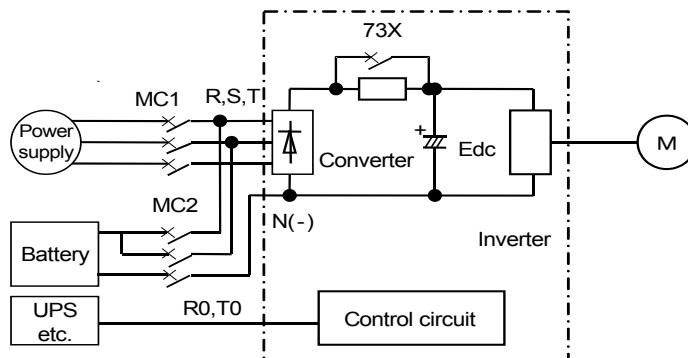 73X
MC1
R,S,T
Power
supply
Converter
+
Edc
M
MC2
N(-)
Inverter
Battery
UPS
etc.
R0,T0
Control circuit